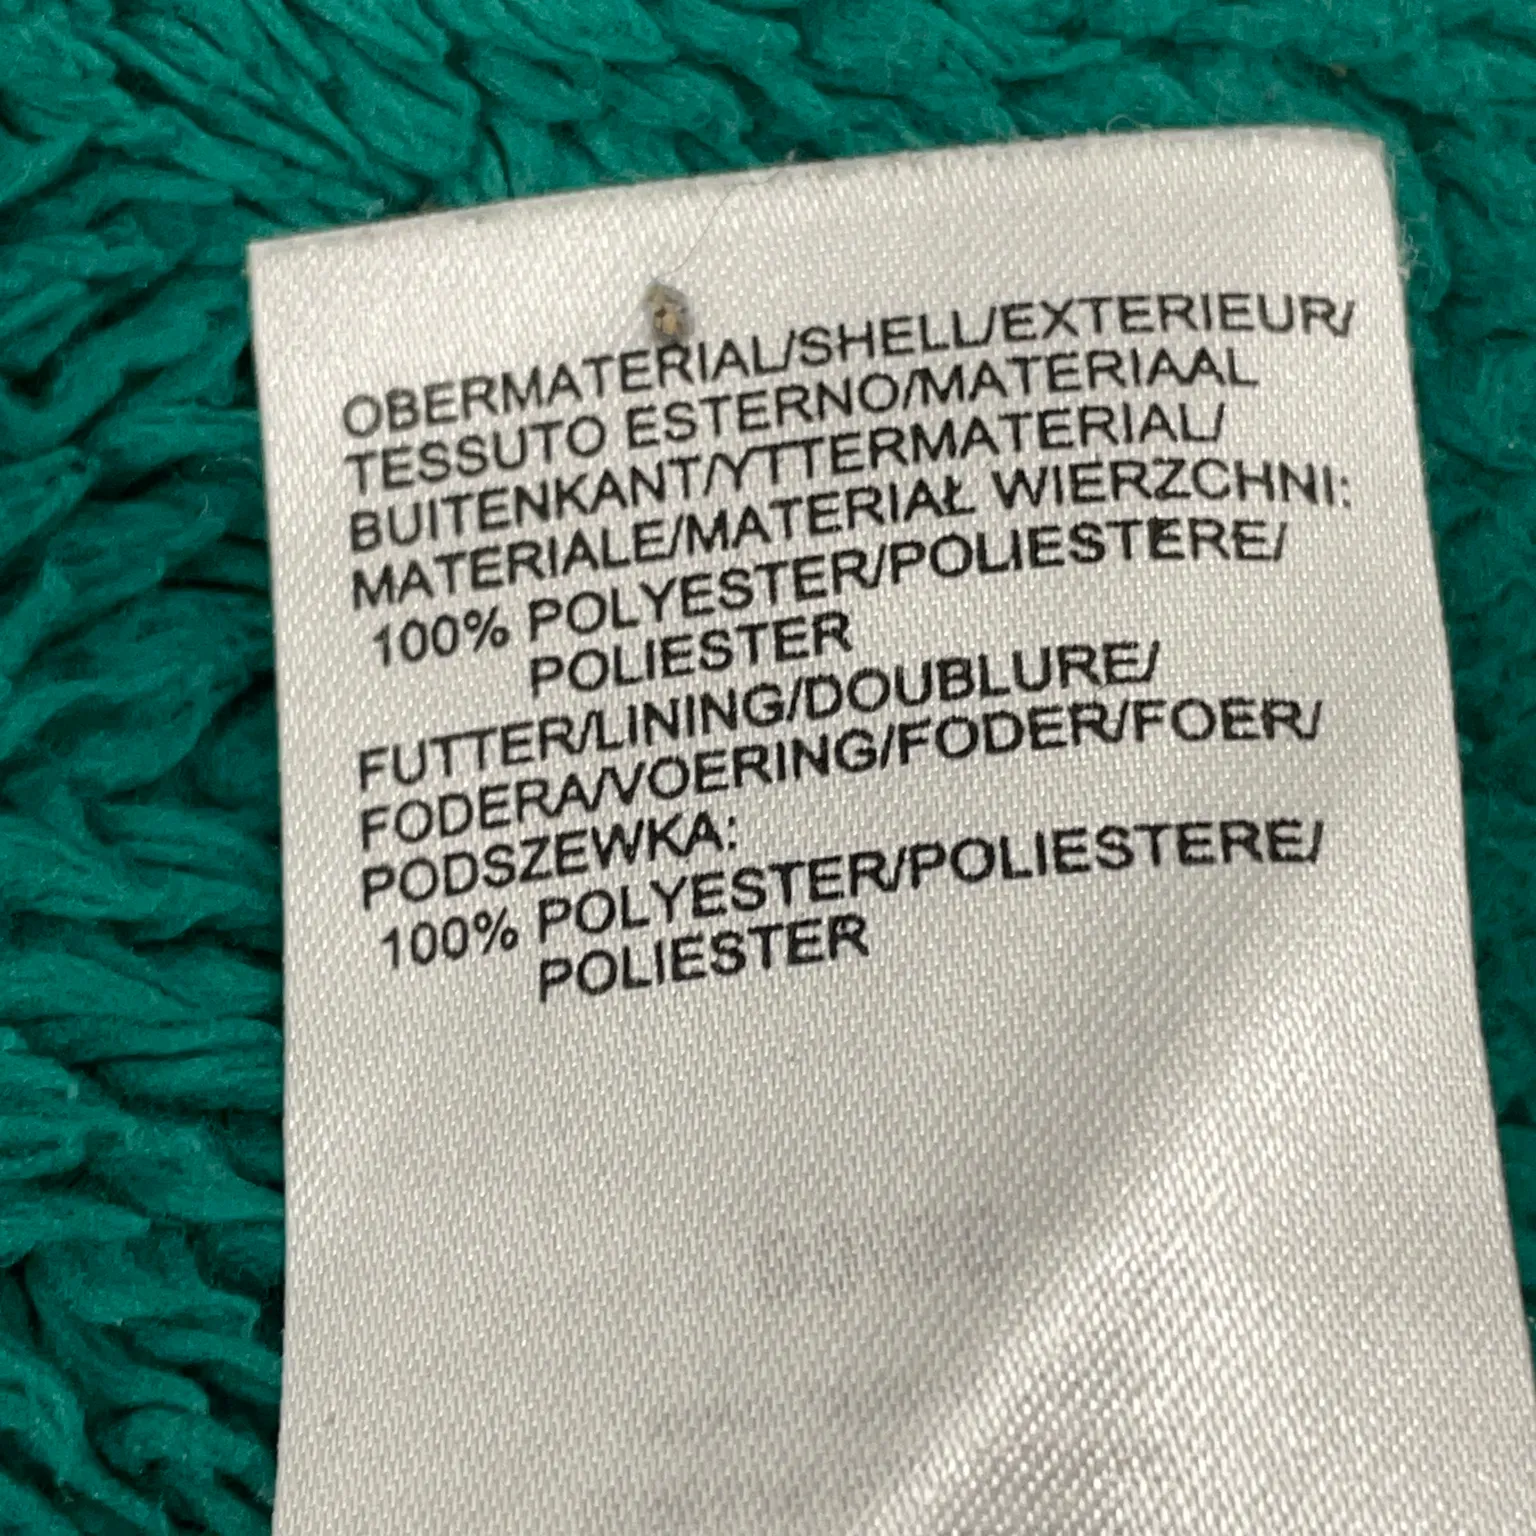 OBERMATERIAL/SHELL/EXTERIEUR/
TESSUTO ESTERNO/MATERIAAL
BUITENKANT/YTTERMATERIAL/
MATERIALE/MATERIAŁ WIERZCHNI:
100% POLYESTER/POLIESTERE/
POLIESTER
FUTTER/LINING/DOUBLURE/
FODERA/VOERING/FODER/FOER/
PODSZEWKA:
100% POLYESTER/POLIESTERE/
POLIESTER